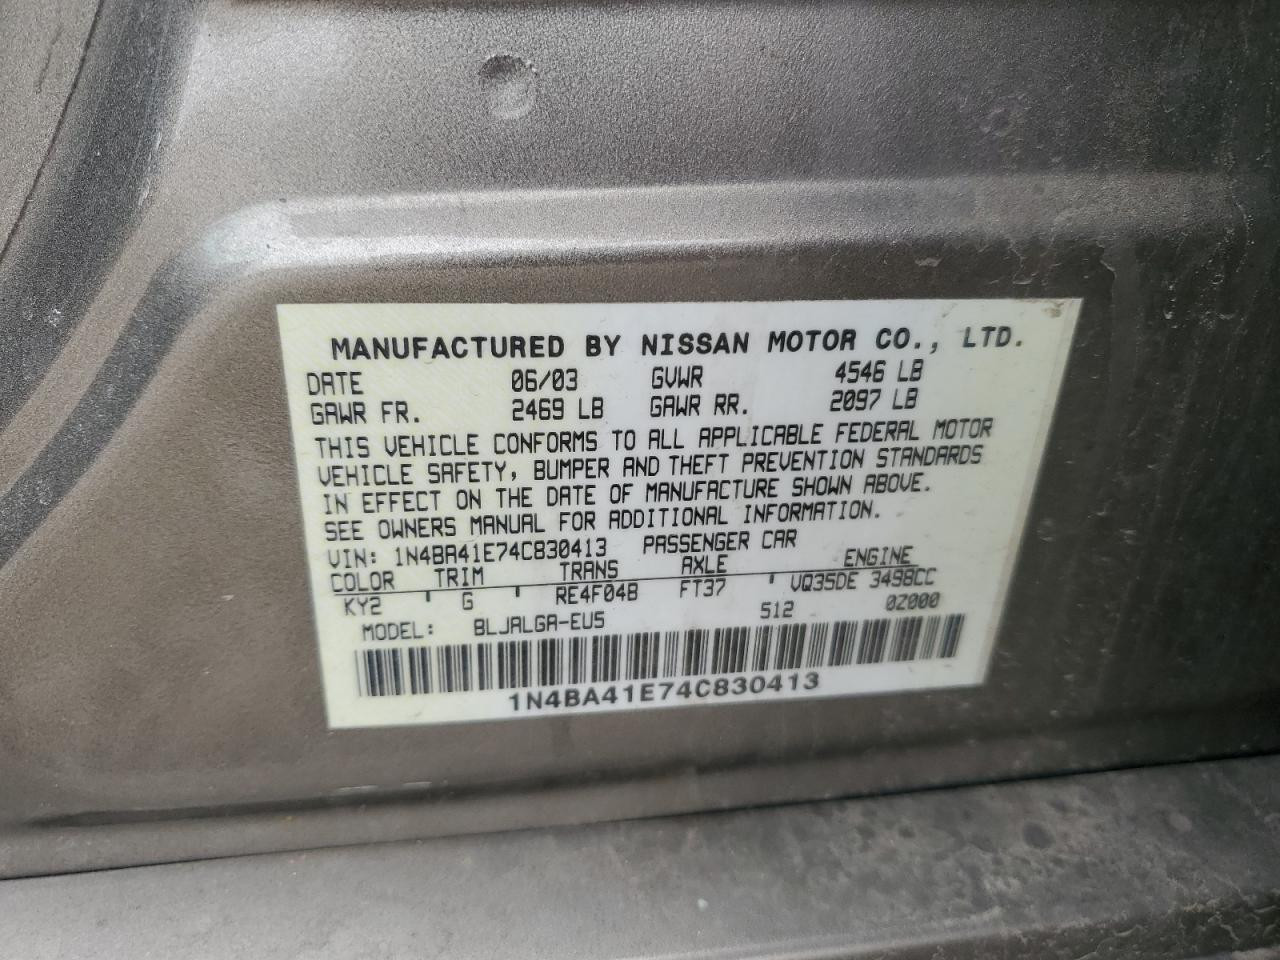 MANUFACTURED BY NISSAN MOTOR CO., LTD.
DATE 06/03 GVWR 4546 LB
GAWR FR. 2469 LB GAWR RR. 2097 LB
THIS VEHICLE CONFORMS TO ALL APPLICABLE FEDERAL MOTOR
VEHICLE SAFETY, BUMPER AND THEFT PREVENTION STANDARDS
IN EFFECT ON THE DATE OF MANUFACTURE SHOWN ABOVE.
SEE OWNERS MANUAL FOR ADDITIONAL INFORMATION.
VIN: 1N4BA41E74C830413 PASSENGER CAR
COLOR TRIM TRANS AXLE ENGINE
KY2 ' G ' RE4F04B FT37 ' VQ35DE 3498CC
MODEL: BLJALGA-EU5 512 0Z000
1N4BA41E74C830413